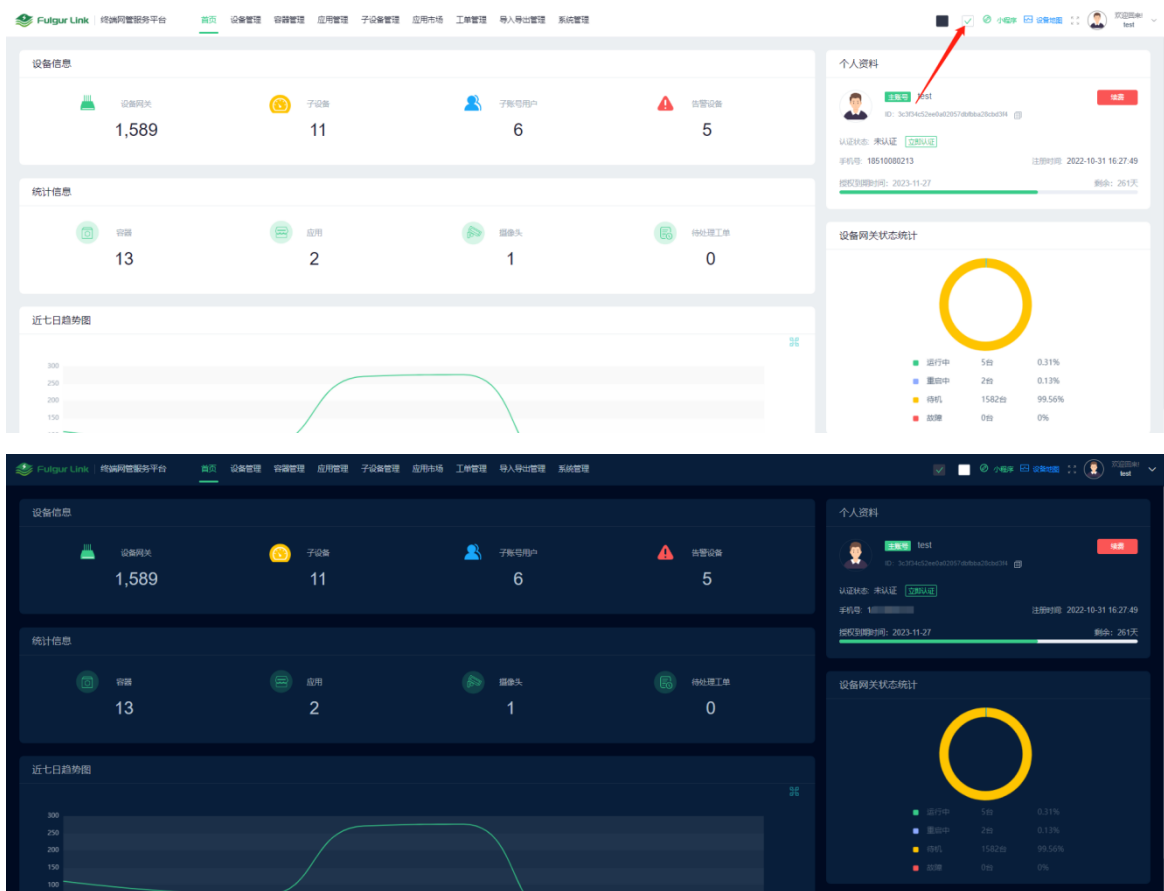 Fulgur Link 终端网管服务平台 首页 设备管理 容器管理 应用管理 子设备管理 应用市场 工单管理 导入导出管理 系统管理 小程序 设备地图 欢迎回来!
test
设备信息
设备网关 子设备 子账号用户 告警设备
1,589 11 6 5
统计信息
容器 应用 摄像头 待处理工单
13 2 1 0
近七日趋势图
300
250
200
150
个人资料
主账号 test 续费
ID:
认证状态: 未认证 立即认证
手机号: 18510080213 注册时间: 2022-10-31 16:27:49
授权到期时间: 2023-11-27 剩余: 261天
设备网关状态统计
运行中 5台 0.31%
重启中 2台 0.13%
待机 1582台 99.56%
故障 0台 0%
Fulgur Link 终端网管服务平台 首页 设备管理 容器管理 应用管理 子设备管理 应用市场 工单管理 导入导出管理 系统管理 小程序 设备地图 欢迎回来!
test
设备信息
设备网关 子设备 子账号用户 告警设备
1,589 11 6 5
统计信息
容器 应用 摄像头 待处理工单
13 2 1 0
近七日趋势图
300
250
200
150
100
个人资料
主账号 test 续费
ID:
认证状态: 未认证 立即认证
手机号: 1 注册时间: 2022-10-31 16:27:49
授权到期时间: 2023-11-27 剩余: 261天
设备网关状态统计
运行中 5台 0.31%
重启中 2台 0.13%
待机 1582台 99.56%
故障 0台 0%